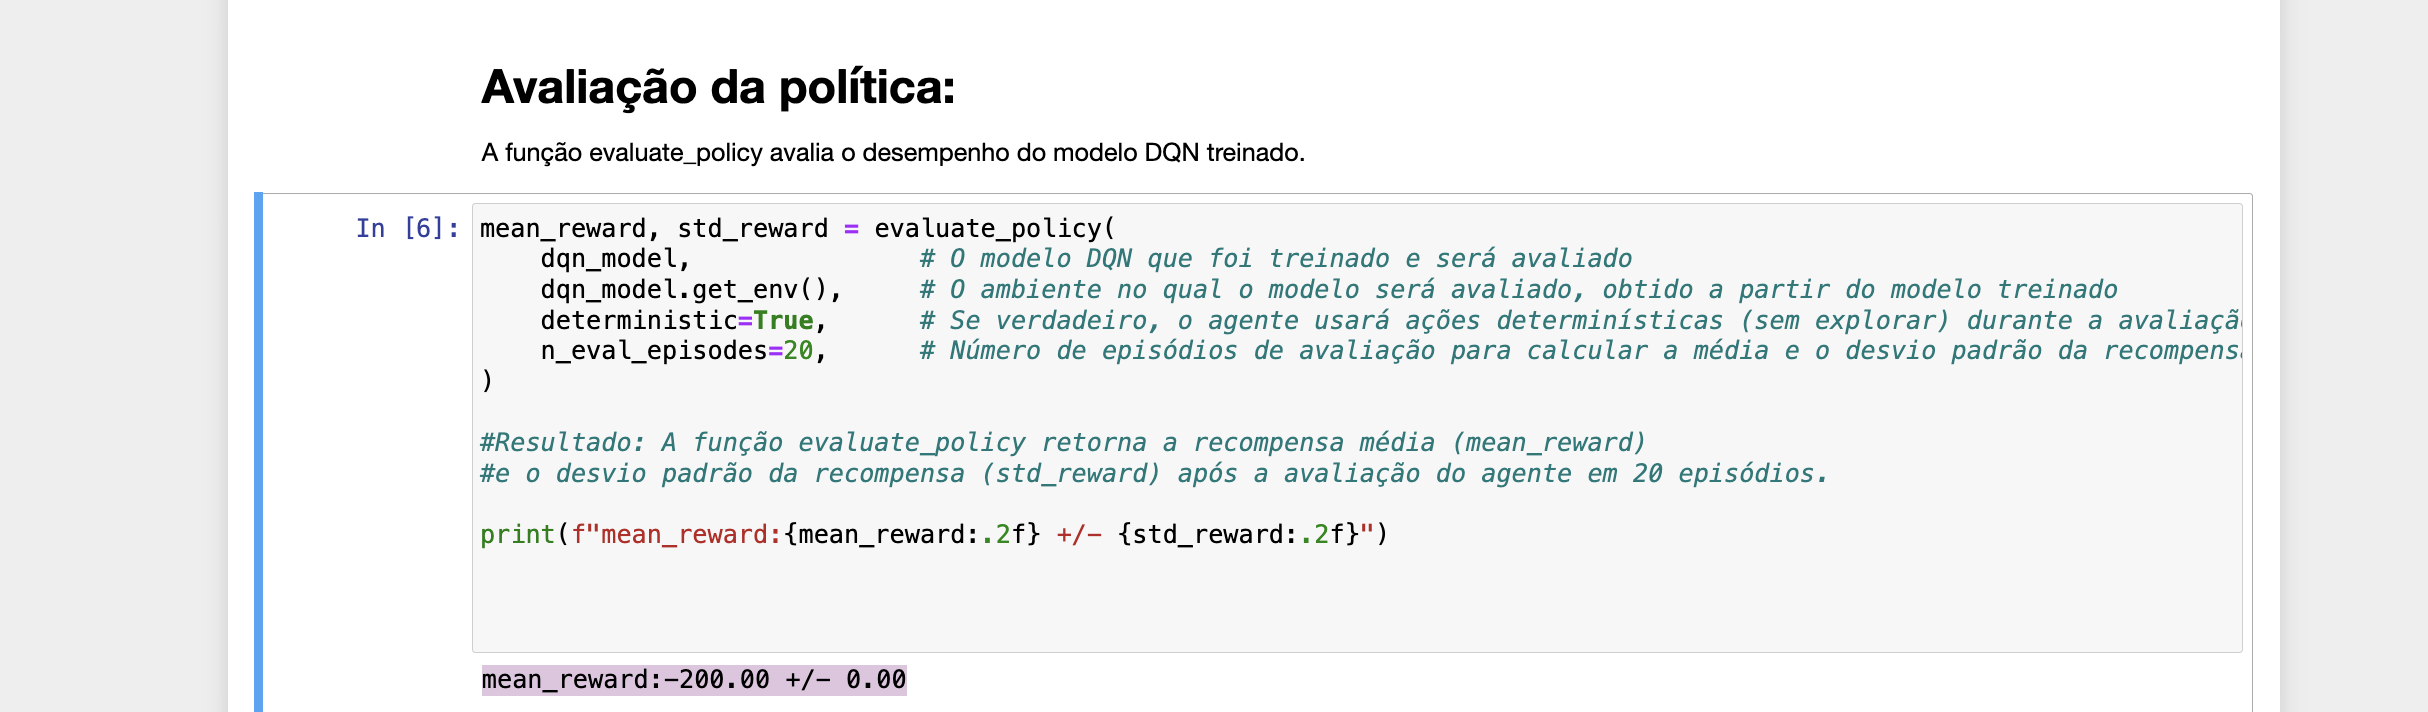 Avaliação da política:
A função evaluate_policy avalia o desempenho do modelo DQN treinado.
In [6]: mean_reward, std_reward = evaluate_policy(
dqn_model, # O modelo DQN que foi treinado e será avaliado
dqn_model.get_env(), # O ambiente no qual o modelo será avaliado, obtido a partir do modelo treinado
deterministic=True, # Se verdadeiro, o agente usará ações determinísticas (sem explorar) durante a
n_eval_episodes=20, # Número de episódios de avaliação para calcular a média e o desvio padrão da
)
#Resultado: A função evaluate_policy retorna a recompensa média (mean_reward)
#e o desvio padrão da recompensa (std_reward) após a avaliação do agente em 20 episódios.
print(f"mean_reward:{mean_reward:.2f} +/- {std_reward:.2f}")
mean_reward:-200.00 +/- 0.00